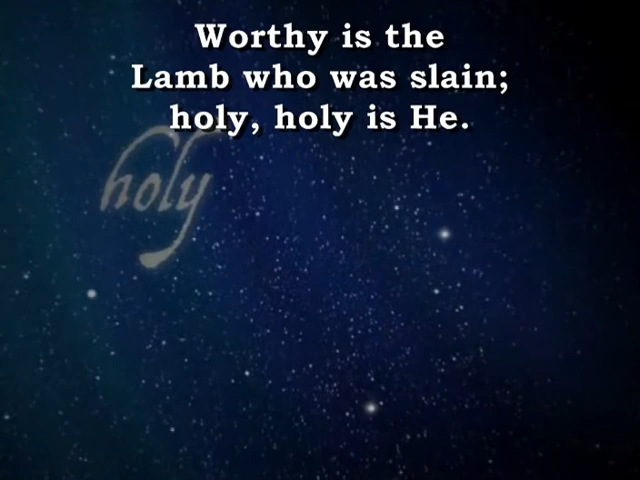 Worthy is the
Lamb who was slain;
holy, holy is He.
holy